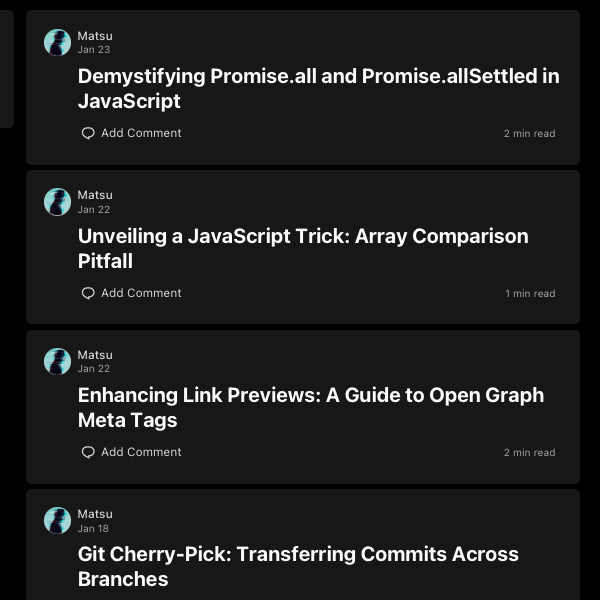 Matsu
Jan 23
Demystifying Promise.all and Promise.allSettled in
JavaScript
Add Comment
2 min read
Matsu
Jan 22
Unveiling a JavaScript Trick: Array Comparison
Pitfall
Add Comment
1 min read
Matsu
Jan 22
Enhancing Link Previews: A Guide to Open Graph
Meta Tags
Add Comment
2 min read
Matsu
Jan 18
Git Cherry-Pick: Transferring Commits Across
Branches